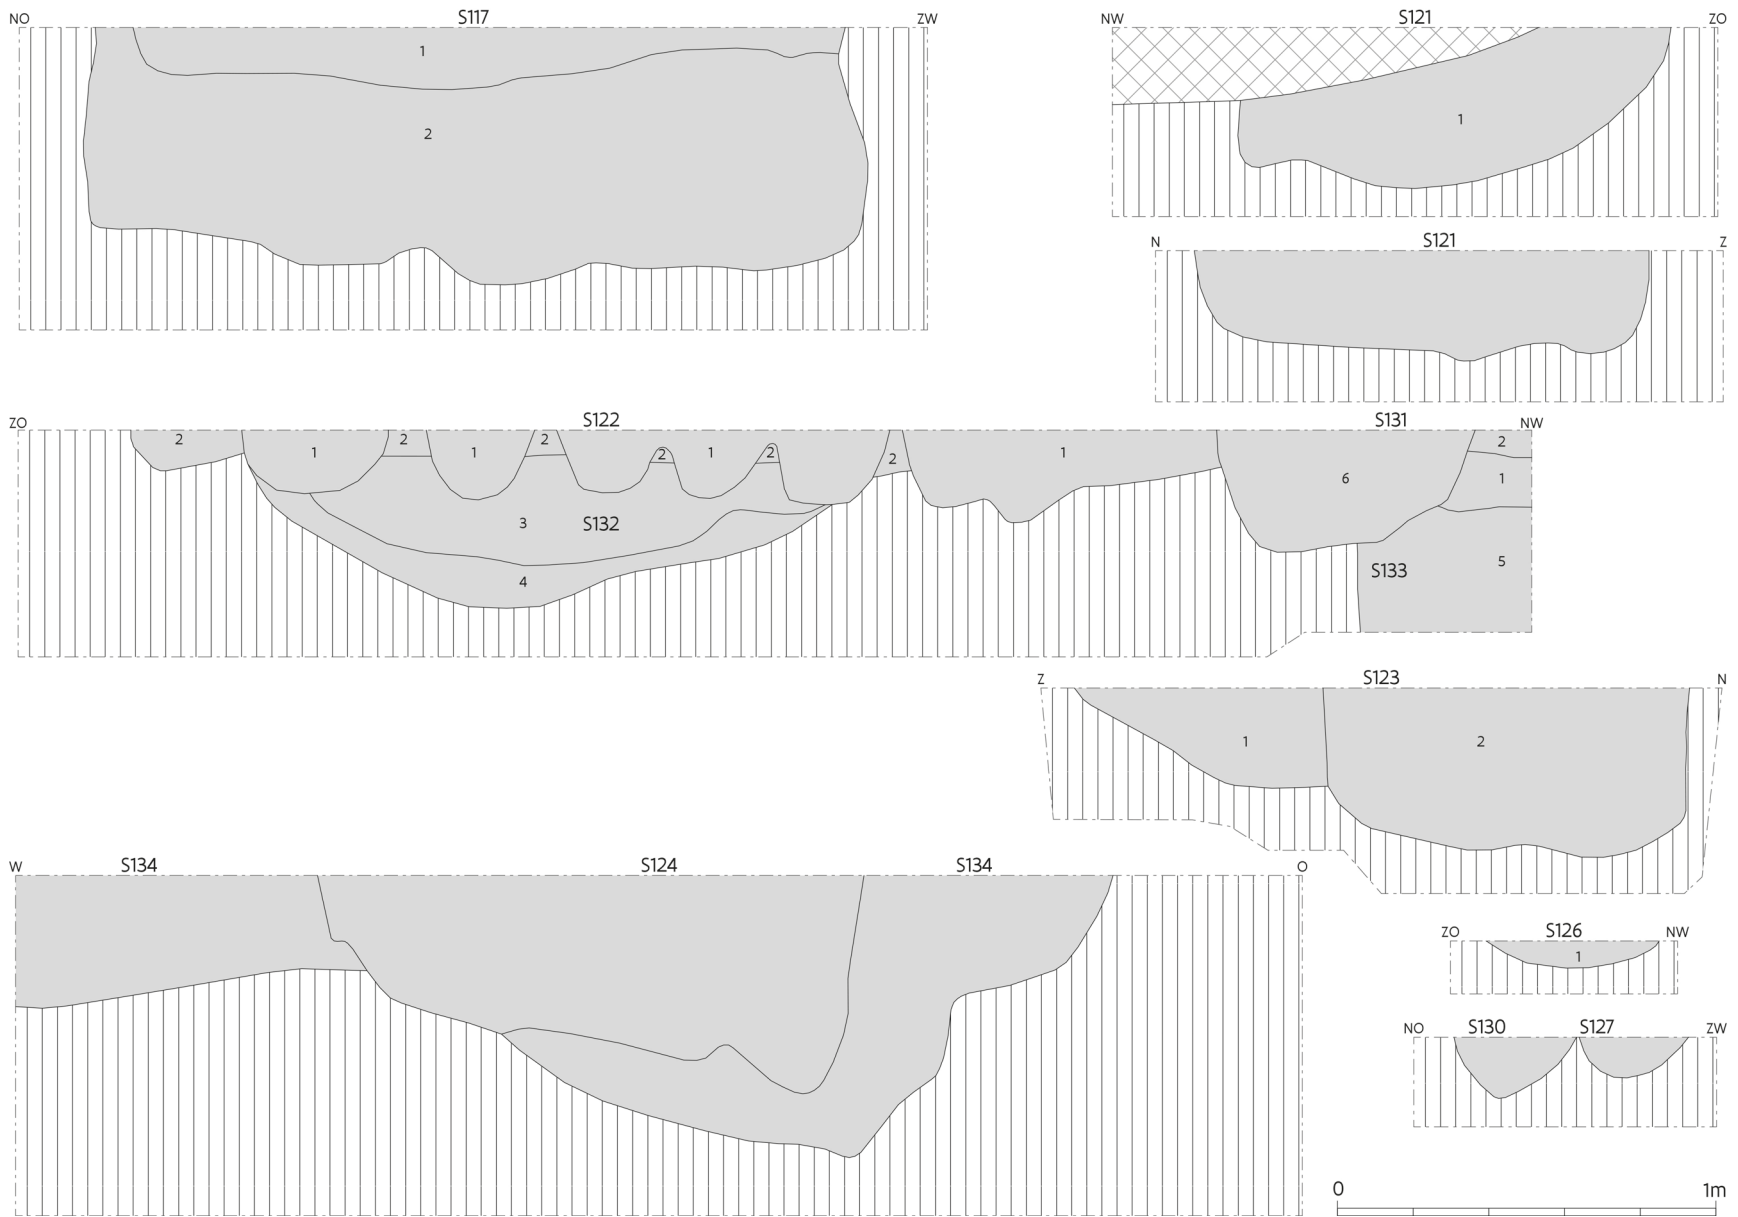 NO S117 ZW
1
2
NW S121 ZO
1
N S121 Z
ZO S122 S131 NW
2 1 2 1 2 2 1 2 2 1 6 2
1
3 S132
4
S133 5
Z S123 N
1 2
W S134 S124 S134 O
ZO S126 NW
1
NO S130 S127 ZW
0 1m